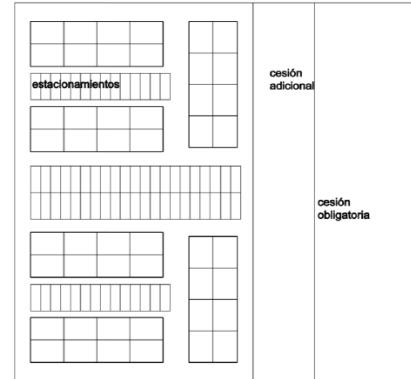 estacionamientos
cesión
adicional
cesión
obligatoria